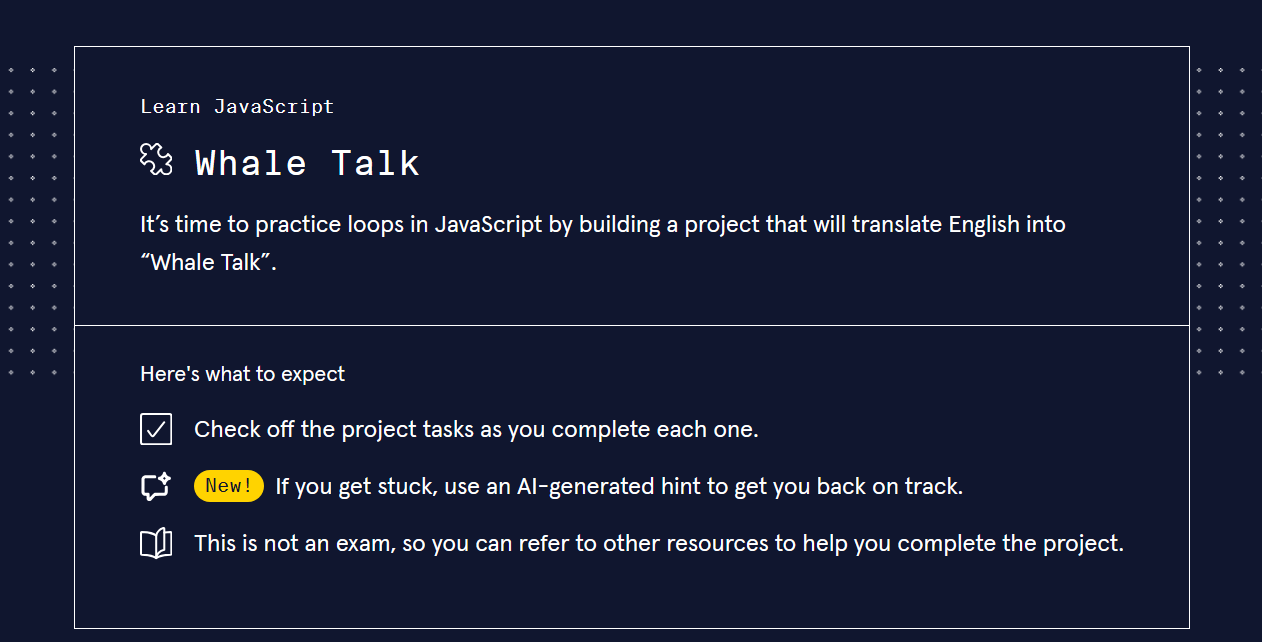 Learn JavaScript
Whale Talk
It’s time to practice loops in JavaScript by building a project that will translate English into
“Whale Talk”.
Here's what to expect
Check off the project tasks as you complete each one.
New! If you get stuck, use an AI-generated hint to get you back on track.
This is not an exam, so you can refer to other resources to help you complete the project.